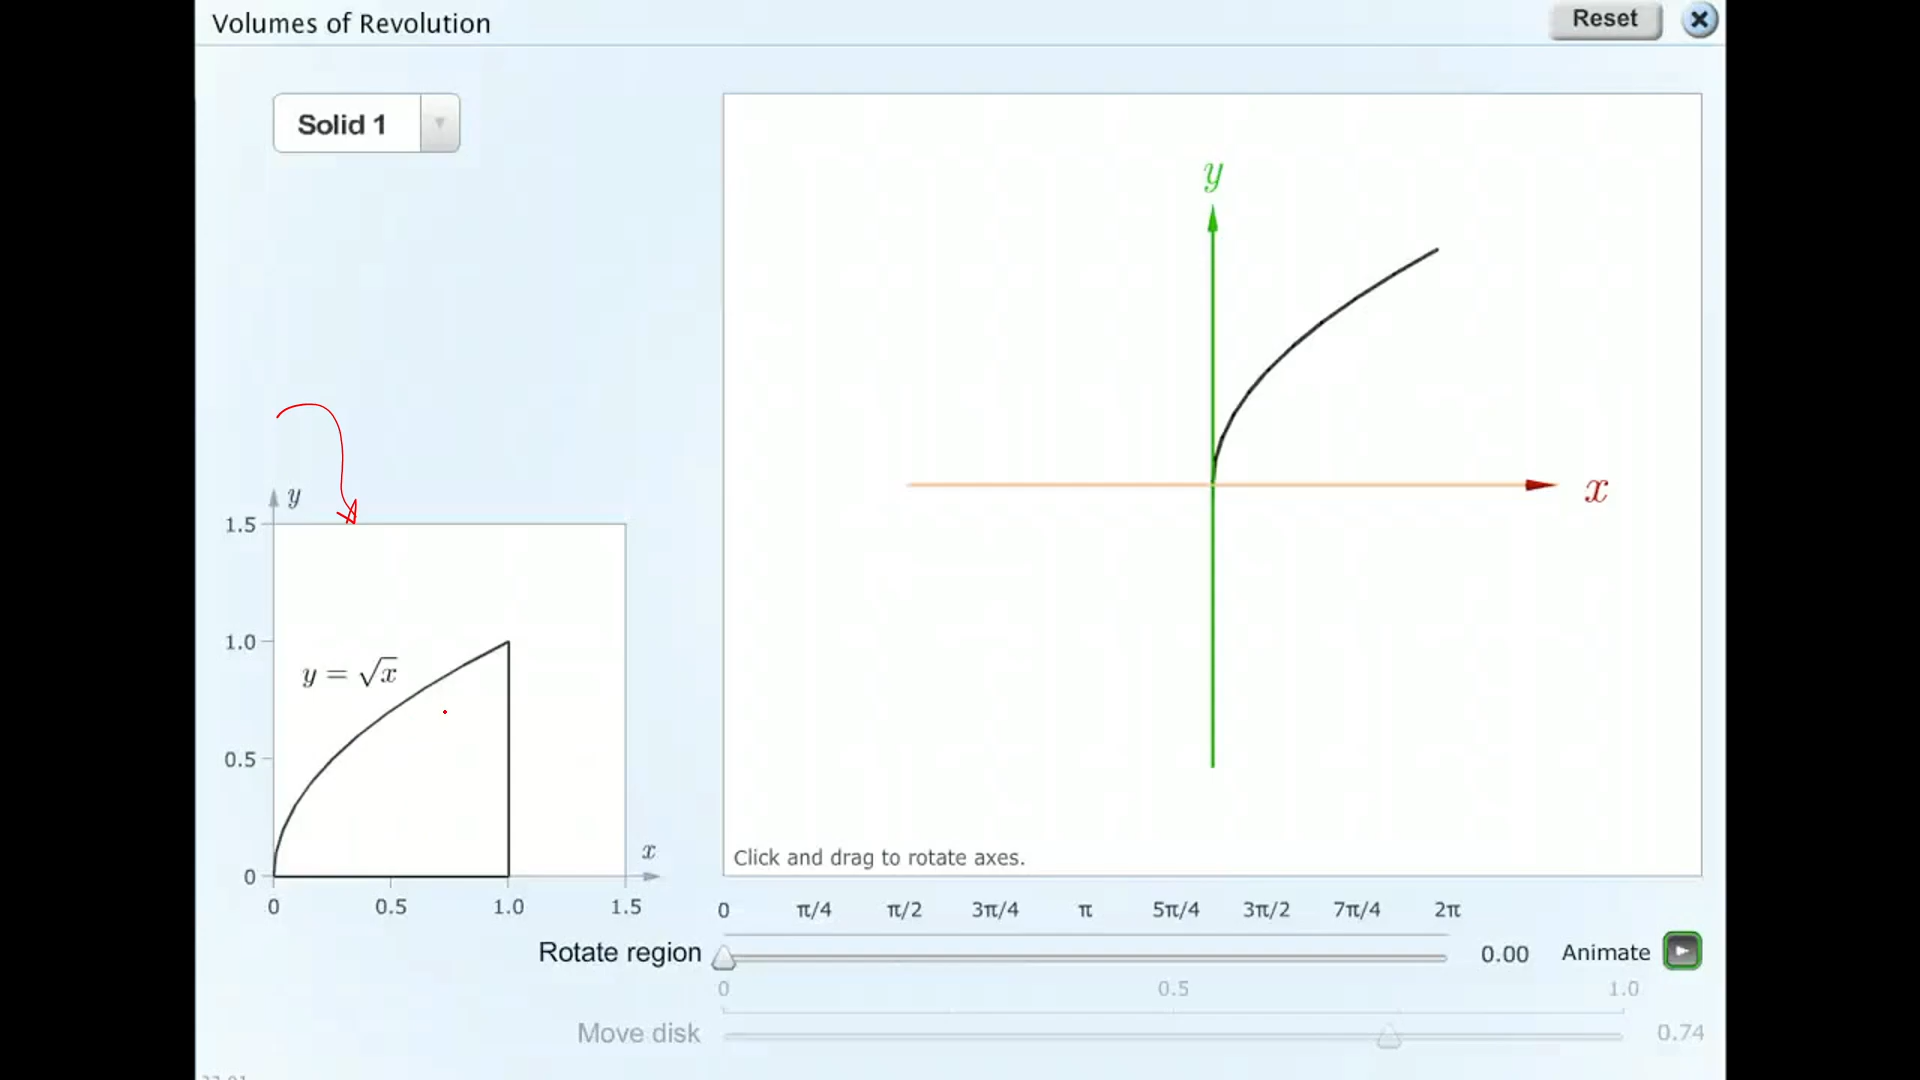 Volumes of Revolution
Reset
Solid 1
y
x
y
1.5
1.0
0.5
0
y = √x
x
0 0.5 1.0 1.5
Click and drag to rotate axes.
0 π/4 π/2 3π/4 π 5π/4 3π/2 7π/4 2π
Rotate region 0.00 Animate
0 0.5 1.0
Move disk 0.74